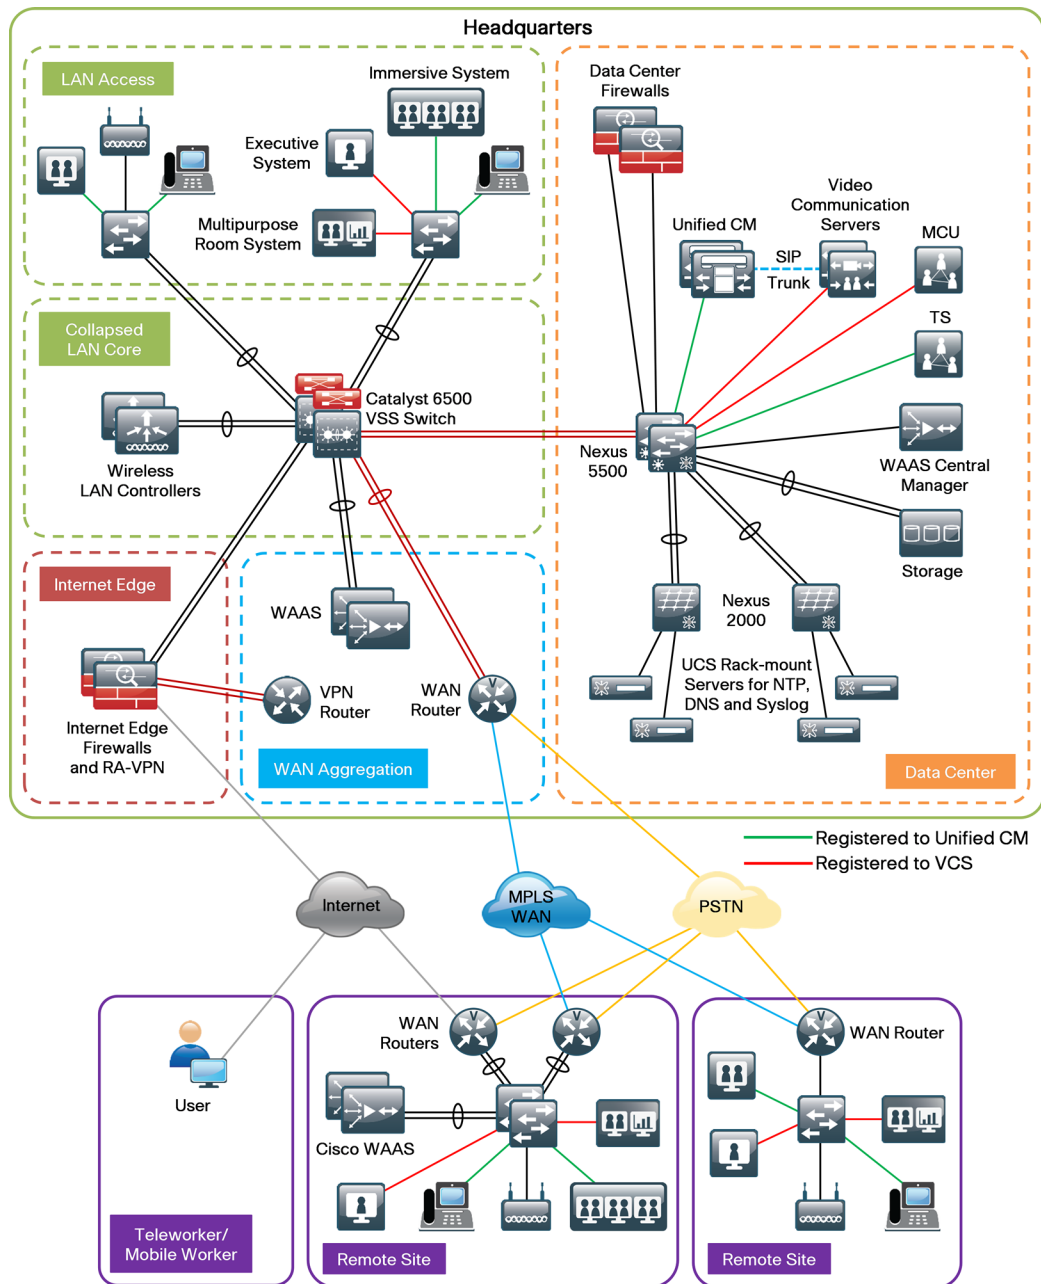 Headquarters
LAN Access
Immersive System
Executive
System
Multipurpose
Room System
Data Center
Firewalls
Unified CM
Video
Communication
Servers
MCU
SIP
Trunk
TS
Collapsed
LAN Core
Catalyst 6500
VSS Switch
Wireless
LAN Controllers
Nexus
5500
WAAS Central
Manager
Storage
Internet Edge
WAAS
Nexus
2000
VPN
Router
WAN
Router
V
UCS Rack-mount
Servers for NTP,
DNS and Syslog
Internet Edge
Firewalls
and RA-VPN
WAN Aggregation
Data Center
Registered to Unified CM
Registered to VCS
Internet
MPLS
WAN
PSTN
User
Teleworker/
Mobile Worker
WAN
Routers
V
V
Cisco WAAS
Remote Site
V
WAN Router
Remote Site